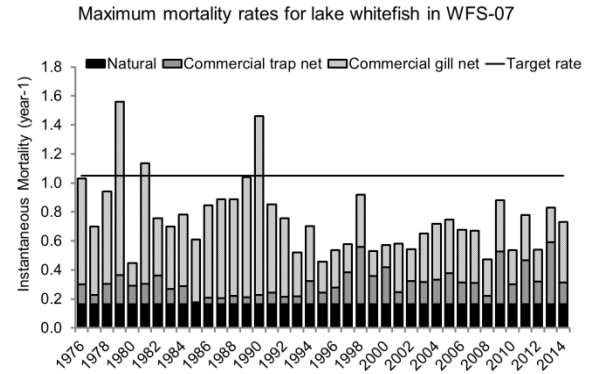 Maximum mortality rates for lake whitefish in WFS-07
Natural Commercial trap net Commercial gill net Target rate
Instantaneous Mortality (year-1)
1.8
1.6
1.4
1.2
1.0
0.8
0.6
0.4
0.2
0.0
1976 1978 1980 1982 1984 1986 1988 1990 1992 1994 1996 1998 2000 2002 2004 2006 2008 2010 2012 2014